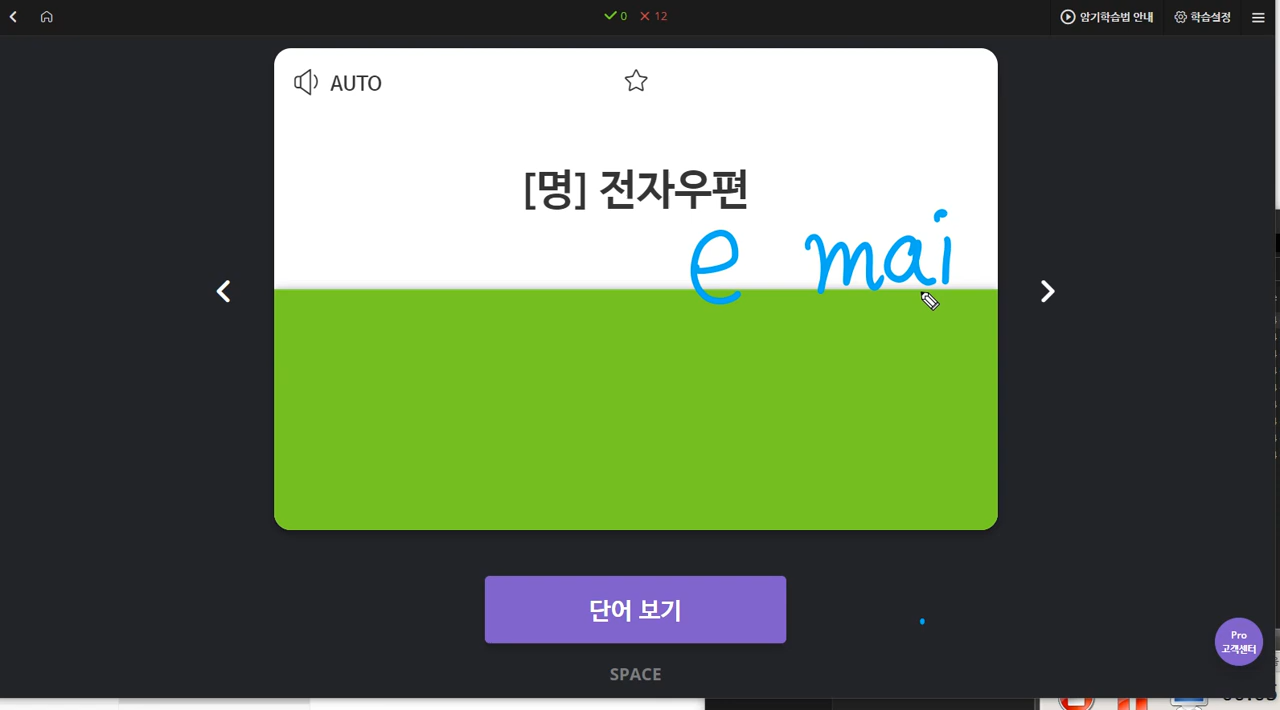 0 12 암기학습법 안내 학습설정
AUTO
[명] 전자우편
e mai
단어 보기
SPACE
Pro
고객센터